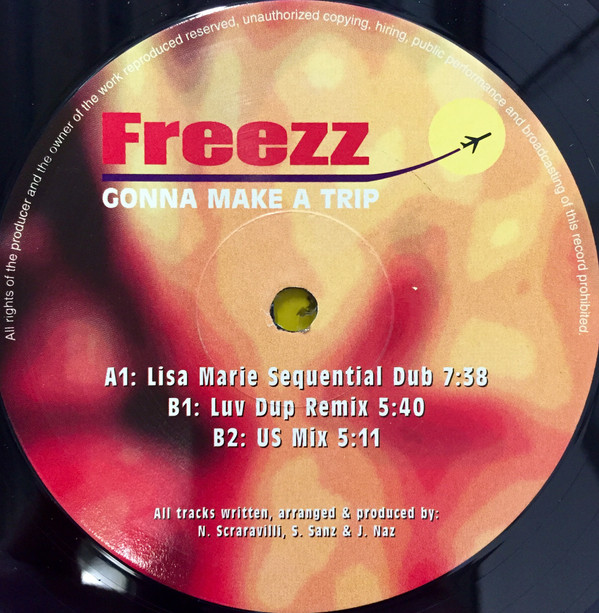 All rights of the producer and the owner of the work reproduced reserved, unauthorized copying, hiring, public performance and broadcasting of this record prohibited.
Freezz
GONNA MAKE A TRIP
A1: Lisa Marie Sequential Dub 7:38
B1: Luv Dup Remix 5:40
B2: US Mix 5:11
All tracks written, arranged & produced by:
N. Scraravilli, S. Sanz & J. Naz